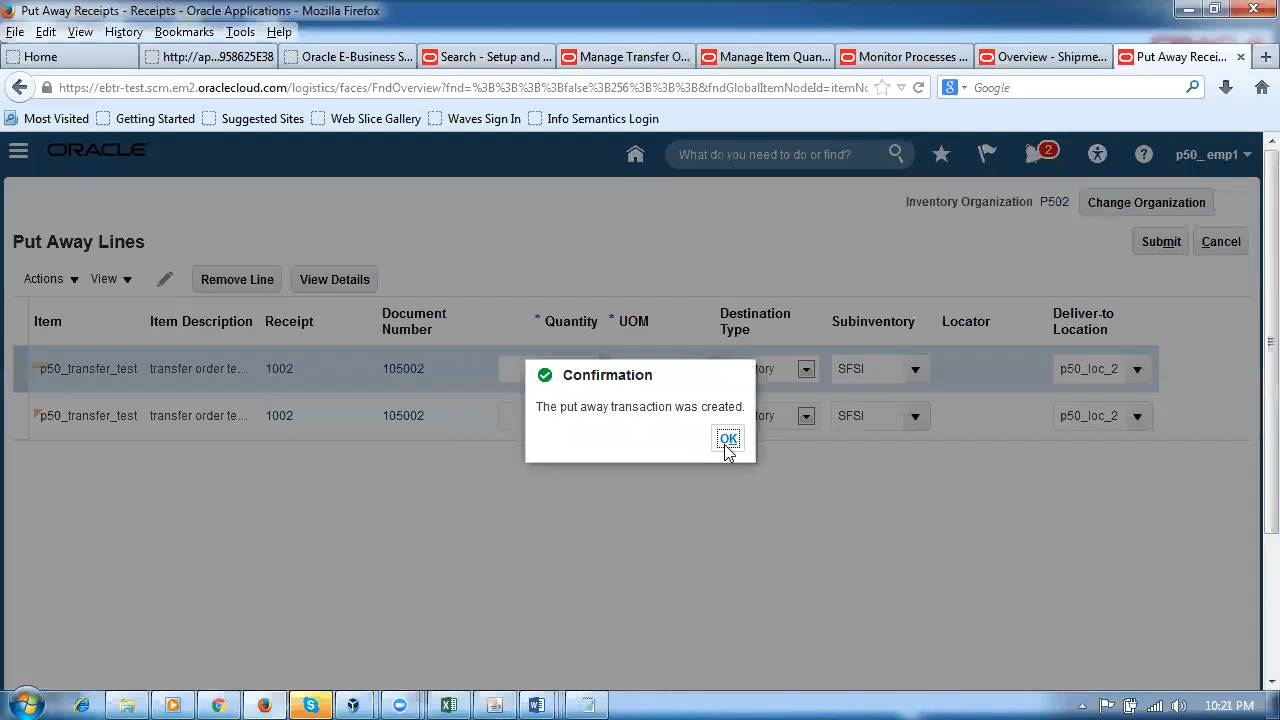 Put Away Receipts - Receipts - Oracle Applications - Mozilla Firefox
File Edit View History Bookmarks Tools Help
Home http://ap...958625E38 Oracle E-Business S... Search - Setup and ... Manage Transfer O... Manage Item Quan... Monitor Processes ... Overview - Shipme... Put Away Recei...
https://ebtr-test.scm.em2.oraclecloud.com/logistics/faces/FndOverview?fnd=%3B%3B%3B%3Bfalse%3B256%3B%3B%3B&fndGlobalItemNodeId=itemNo Google
Most Visited Getting Started Suggested Sites Web Slice Gallery Waves Sign In Info Semantics Organization
ORACLE What do you need to do or find? 2 p50_emp1
Inventory Organization P502 Change Organization
Put Away Lines Submit Cancel
Actions View Remove Line View Details
Item Item Description Receipt Document Number * Quantity * UOM Destination Type Subinventory Locator Deliver-to Location
p50_transfer_test transfer order te... 1002 105002 SFSI p50_loc_2
p50_transfer_test transfer order te... 1002 105002 SFSI p50_loc_2
Confirmation
The put away transaction was created.
OK
10:21 PM